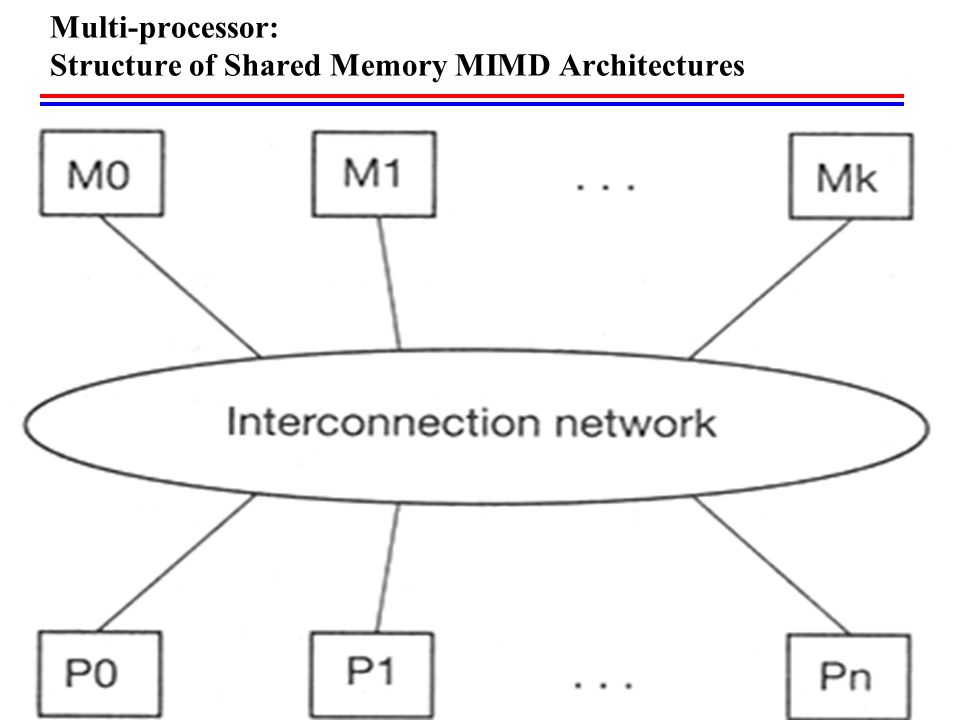 Multi-processor:
Structure of Shared Memory MIMD Architectures
M0 M1 . . . Mk
Interconnection network
P0 P1 . . . Pn